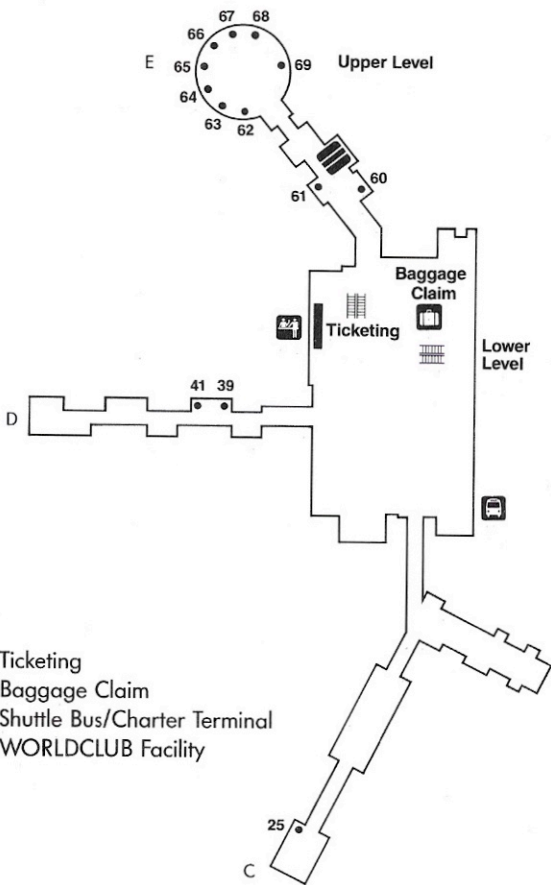 67 68
66
E 65 69 Upper Level
64
63 62
61 60
Baggage
Claim
Ticketing
Lower
Level
41 39
D
Ticketing
Baggage Claim
Shuttle Bus/Charter Terminal
WORLDCLUB Facility
25
C